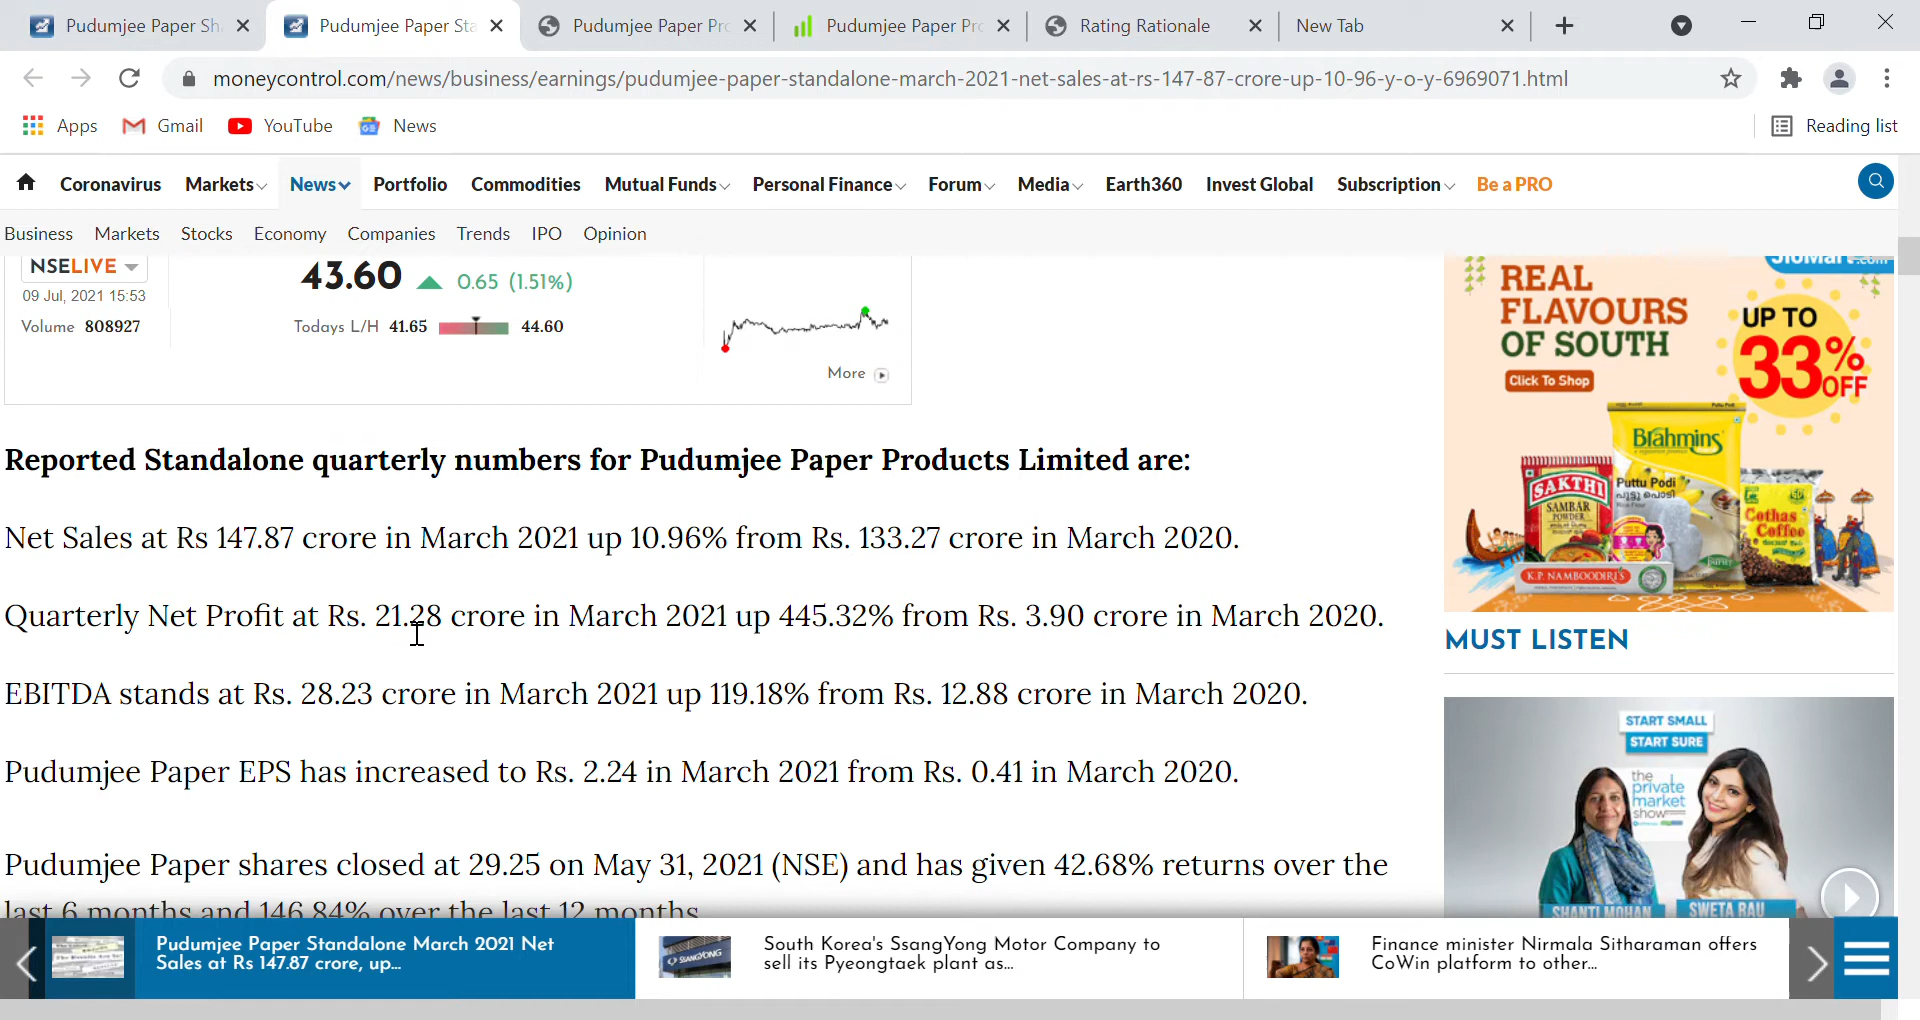 Pudumjee Paper Sh
Pudumjee Paper Sta
Pudumjee Paper Pro
Pudumjee Paper Pro
Rating Rationale
New Tab
moneycontrol.com/news/business/earnings/pudumjee-paper-standalone-march-2021-net-sales-at-rs-147-87-crore-up-10-96-y-o-y-6969071.html
Apps Gmail YouTube News Reading list
Coronavirus Markets News Portfolio Commodities Mutual Funds Personal Finance Forum Media Earth360 Invest Global Subscription Be a PRO
Business Markets Stocks Economy Companies Trends IPO Opinion
NSELIVE
09 Jul, 2021 15:53
Volume 808927
43.60 0.65 (1.51%)
Todays L/H 41.65 44.60
More
Reported Standalone quarterly numbers for Pudumjee Paper Products Limited are:
Net Sales at Rs 147.87 crore in March 2021 up 10.96% from Rs. 133.27 crore in March 2020.
Quarterly Net Profit at Rs. 21.28 crore in March 2021 up 445.32% from Rs. 3.90 crore in March 2020.
EBITDA stands at Rs. 28.23 crore in March 2021 up 119.18% from Rs. 12.88 crore in March 2020.
Pudumjee Paper EPS has increased to Rs. 2.24 in March 2021 from Rs. 0.41 in March 2020.
Pudumjee Paper shares closed at 29.25 on May 31, 2021 (NSE) and has given 42.68% returns over the
last 6 months and 146.84% over the last 12 months
REAL
FLAVOURS
OF SOUTH
Click To Shop
UP TO
33%
OFF
Brahmins
Puttu Podi
SAKTHI
SAMBAR
POWDER
Cothas
Coffee
K.P. NAMBOODIRI'S
MUST LISTEN
START SMALL
START SURE
the
private
market
show
SHANTI MOHAN
SWETA RAU
Pudumjee Paper Standalone March 2021 Net
Sales at Rs 147.87 crore, up...
SSANGYONG
South Korea's SsangYong Motor Company to
sell its Pyeongtaek plant as...
Finance minister Nirmala Sitharaman offers
CoWin platform to other...